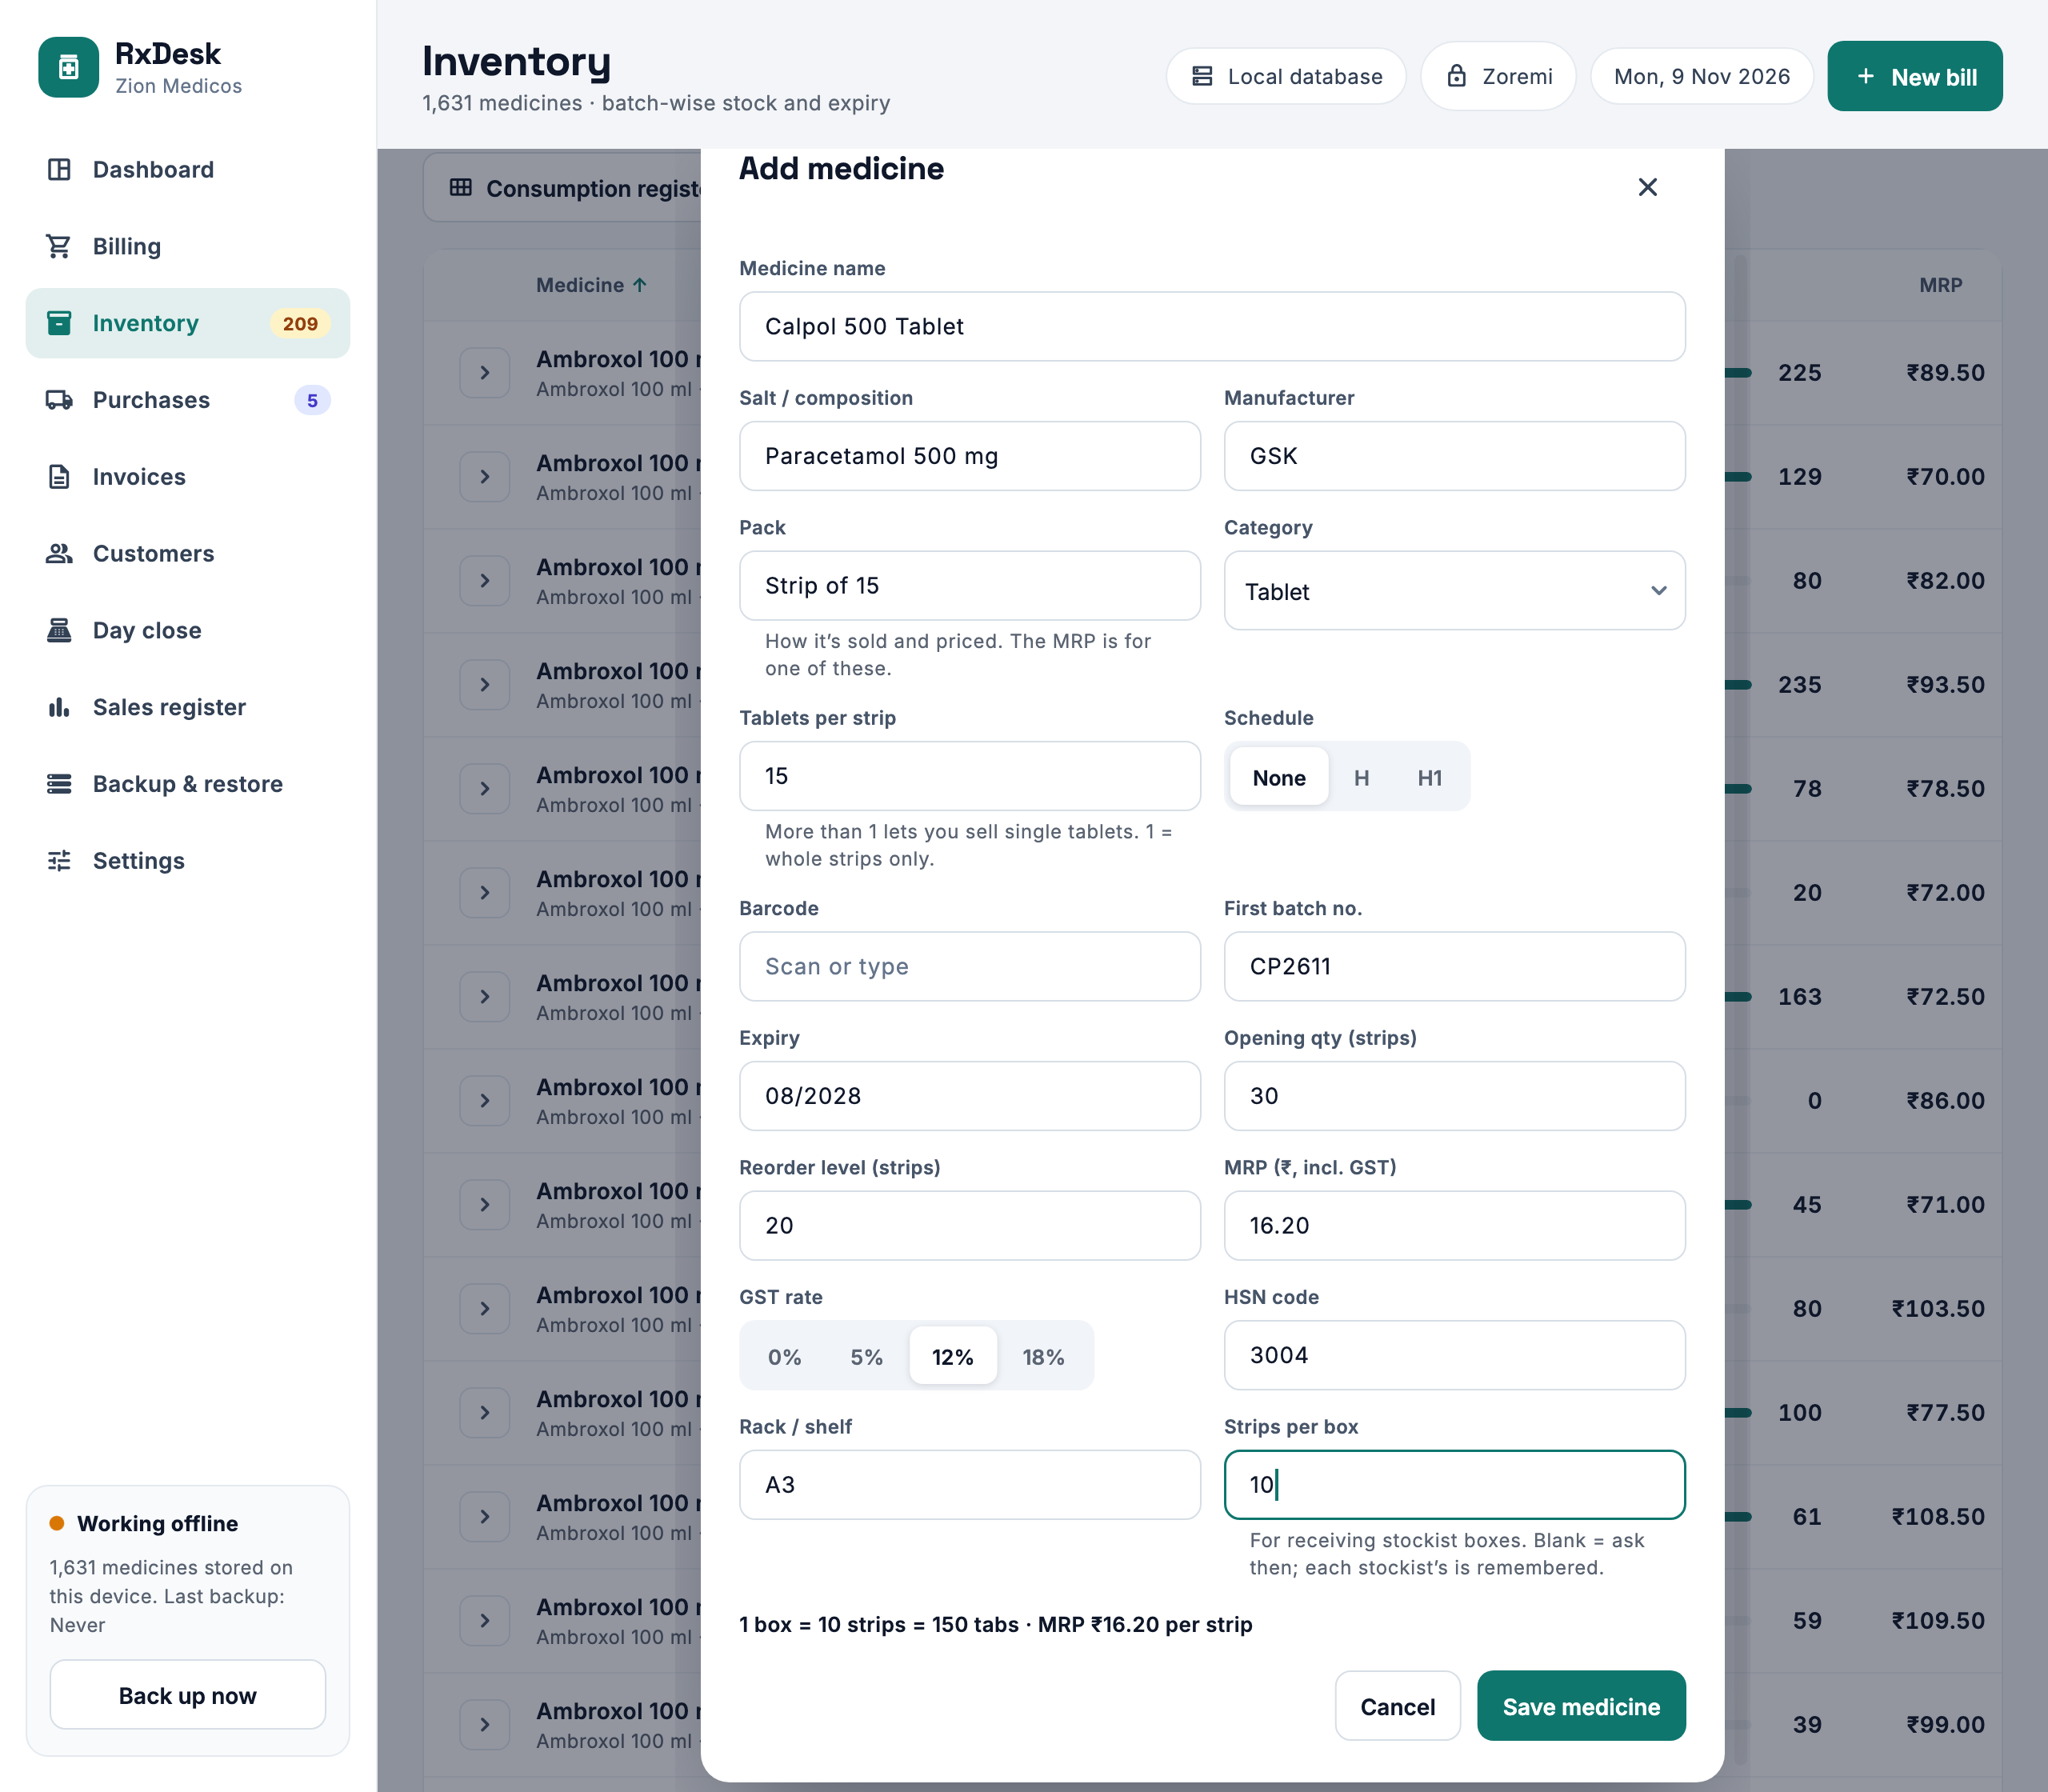 RxDesk
Zion Medicos
Dashboard
Billing
Inventory 209
Purchases 5
Invoices
Customers
Day close
Sales register
Backup & restore
Settings
Working offline
1,631 medicines stored on
this device. Last backup:
Never
Back up now
Inventory
1,631 medicines · batch-wise stock and expiry
Local database
Zoremi
Mon, 9 Nov 2026
+ New bill
Consumption
Medicine ↑
MRP
Ambroxol 100
Ambroxol 100 ml
225 ₹89.50
Ambroxol 100
Ambroxol 100 ml
129 ₹70.00
Ambroxol 100
Ambroxol 100 ml
80 ₹82.00
Ambroxol 100
Ambroxol 100 ml
235 ₹93.50
Ambroxol 100
Ambroxol 100 ml
78 ₹78.50
Ambroxol 100
Ambroxol 100 ml
20 ₹72.00
Ambroxol 100
Ambroxol 100 ml
163 ₹72.50
Ambroxol 100
Ambroxol 100 ml
0 ₹86.00
Ambroxol 100
Ambroxol 100 ml
45 ₹71.00
Ambroxol 100
Ambroxol 100 ml
80 ₹103.50
Ambroxol 100
Ambroxol 100 ml
100 ₹77.50
Ambroxol 100
Ambroxol 100 ml
61 ₹108.50
Ambroxol 100
Ambroxol 100 ml
59 ₹109.50
Ambroxol 100
Ambroxol 100 ml
39 ₹99.00
Add medicine
Medicine name
Calpol 500 Tablet
Salt / composition
Paracetamol 500 mg
Manufacturer
GSK
Pack
Strip of 15
How it’s sold and priced. The MRP is for
one of these.
Category
Tablet
Tablets per strip
15
More than 1 lets you sell single tablets. 1 =
whole strips only.
Schedule
None H H1
Barcode
Scan or type
First batch no.
CP2611
Expiry
08/2028
Opening qty (strips)
30
Reorder level (strips)
20
MRP (₹, incl. GST)
16.20
GST rate
0% 5% 12% 18%
HSN code
3004
Rack / shelf
A3
Strips per box
10
For receiving stockist boxes. Blank = ask
then; each stockist’s is remembered.
1 box = 10 strips = 150 tabs · MRP ₹16.20 per strip
Cancel
Save medicine